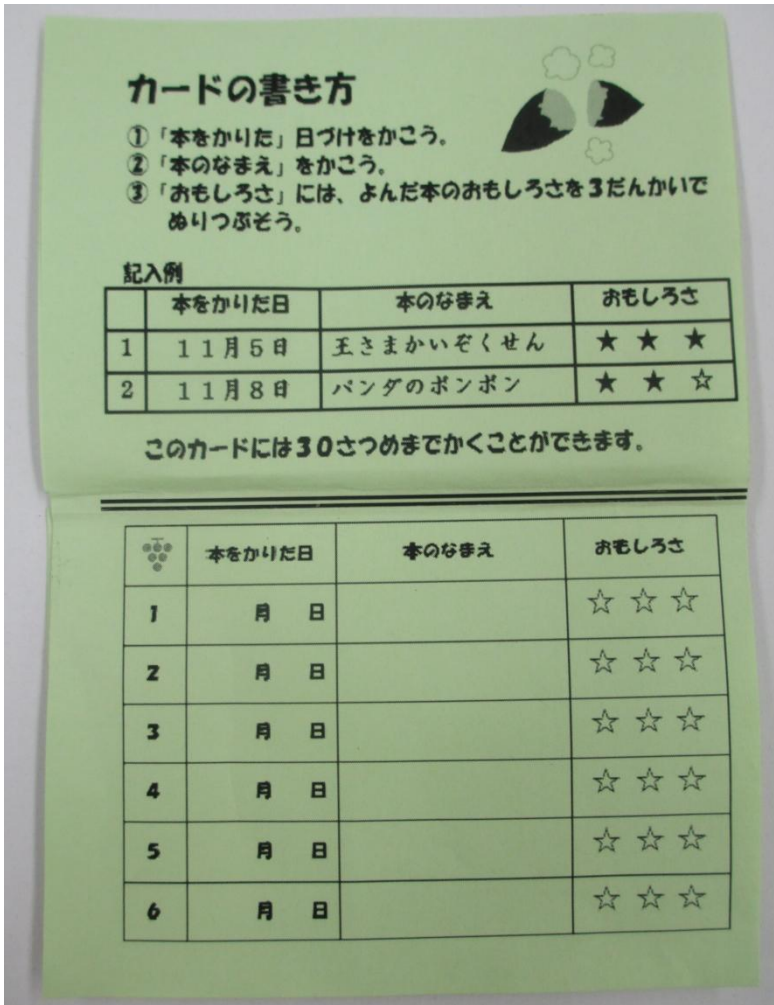 カードの書き方
①「本をかりた」日づけをかこう。
②「本のなまえ」をかこう。
③「おもしろさ」には、よんだ本のおもしろさを3だんかいで
ぬりつぶそう。
記入例
本をかりだ日 本のなまえ おもしろさ
1 11月5日 王さまかいぞくせん ★ ★ ★
2 11月8日 パンダのポンポン ★ ★ ☆
このカードには30さつめまでかくことができます。
本をかりだ日 本のなまえ おもしろさ
1 月 日 ☆ ☆ ☆
2 月 日 ☆ ☆ ☆
3 月 日 ☆ ☆ ☆
4 月 日 ☆ ☆ ☆
5 月 日 ☆ ☆ ☆
6 月 日 ☆ ☆ ☆